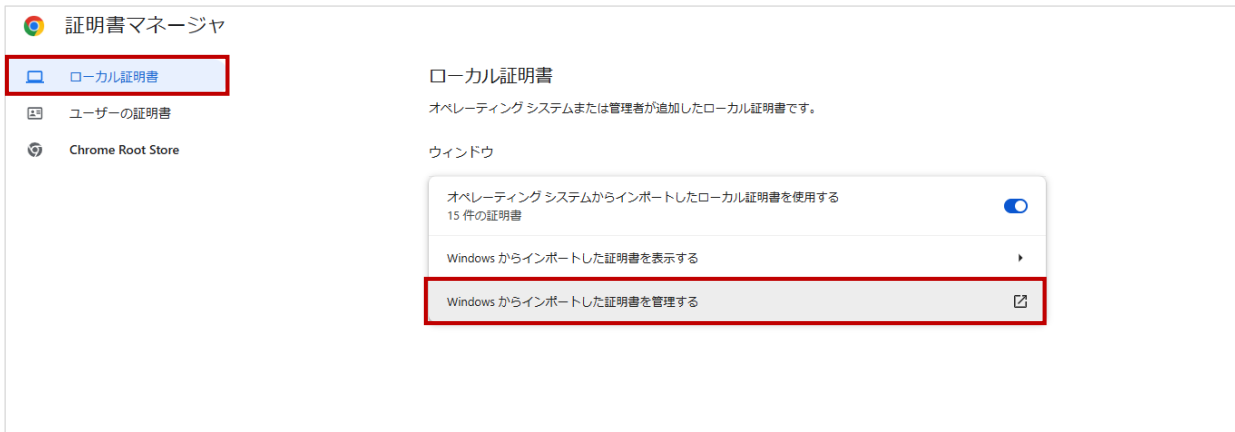 証明書マネージャ
ローカル証明書
ユーザーの証明書
Chrome Root Store
ローカル証明書
オペレーティング システムまたは管理者が追加したローカル証明書です。
ウィンドウ
オペレーティング システムからインポートしたローカル証明書を使用する
15 件の証明書
Windows からインポートした証明書を表示する
Windows からインポートした証明書を管理する